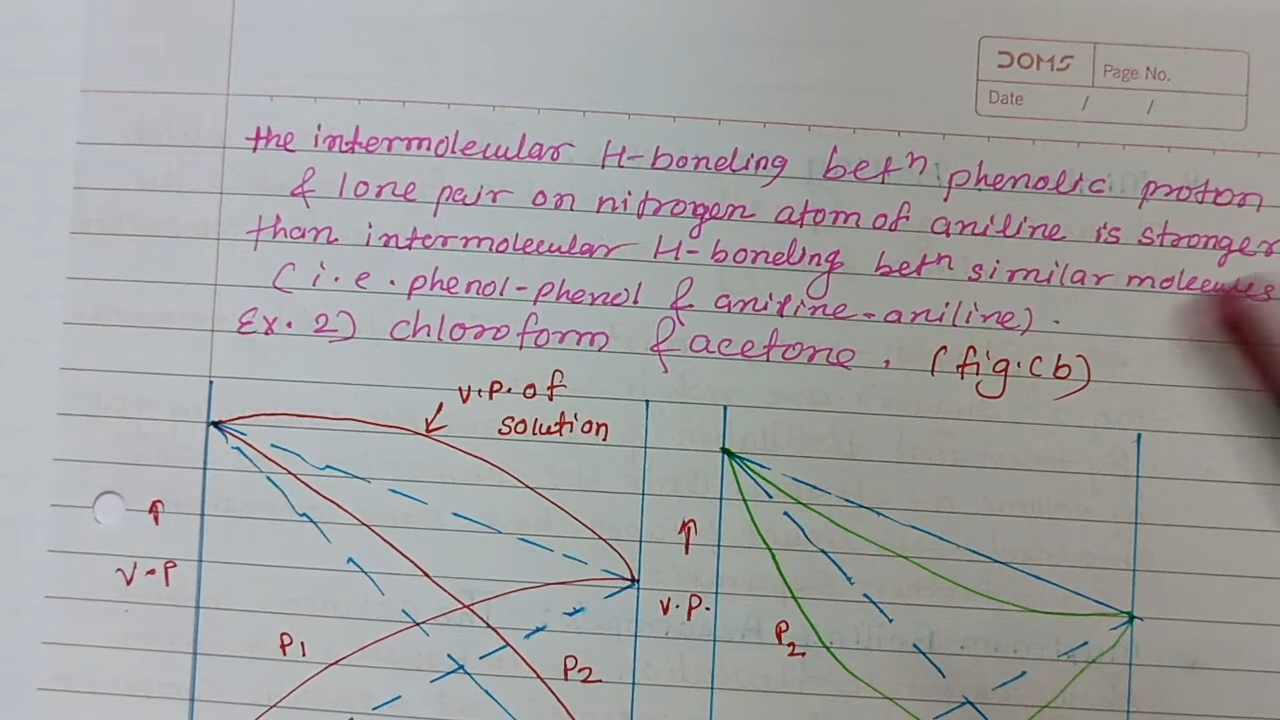 DOMS
Page No.
Date / /
the intermolecular H-bonding betⁿ phenolic proton
& lone pair on nitrogen atom of aniline is stronger
than intermolecular H-bonding betⁿ similar molecules
(i.e. phenol-phenol & aniline-aniline).
Ex. 2) chloroform & acetone. (fig.(b)
V.P. of
solution
↑
V.P
↑
V.P.
P1
P2
P2